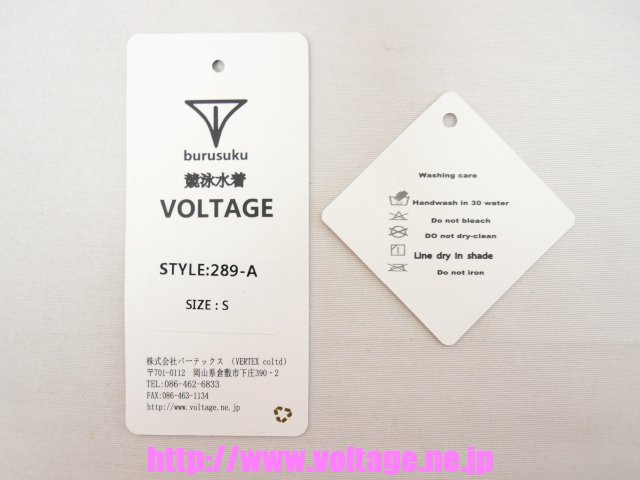 burusuku
競泳水着
VOLTAGE
STYLE:289-A
SIZE : S
株式会社バーテックス (VERTEX coltd)
〒701-0112 岡山県倉敷市下庄390-2
TEL:086-462-6833
FAX:086-463-1134
http://www.voltage.ne.jp
Washing care
Handwash in 30 water
Do not bleach
DO not dry-clean
Line dry in shade
Do not iron
http://www.voltage.ne.jp